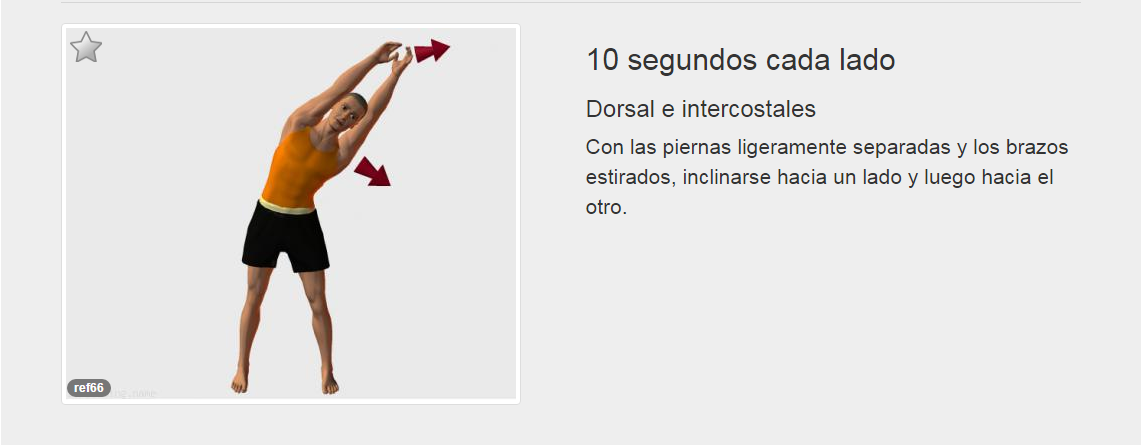 10 segundos cada lado
Dorsal e intercostales
Con las piernas ligeramente separadas y los brazos
estirados, inclinarse hacia un lado y luego hacia el
otro.
ref66